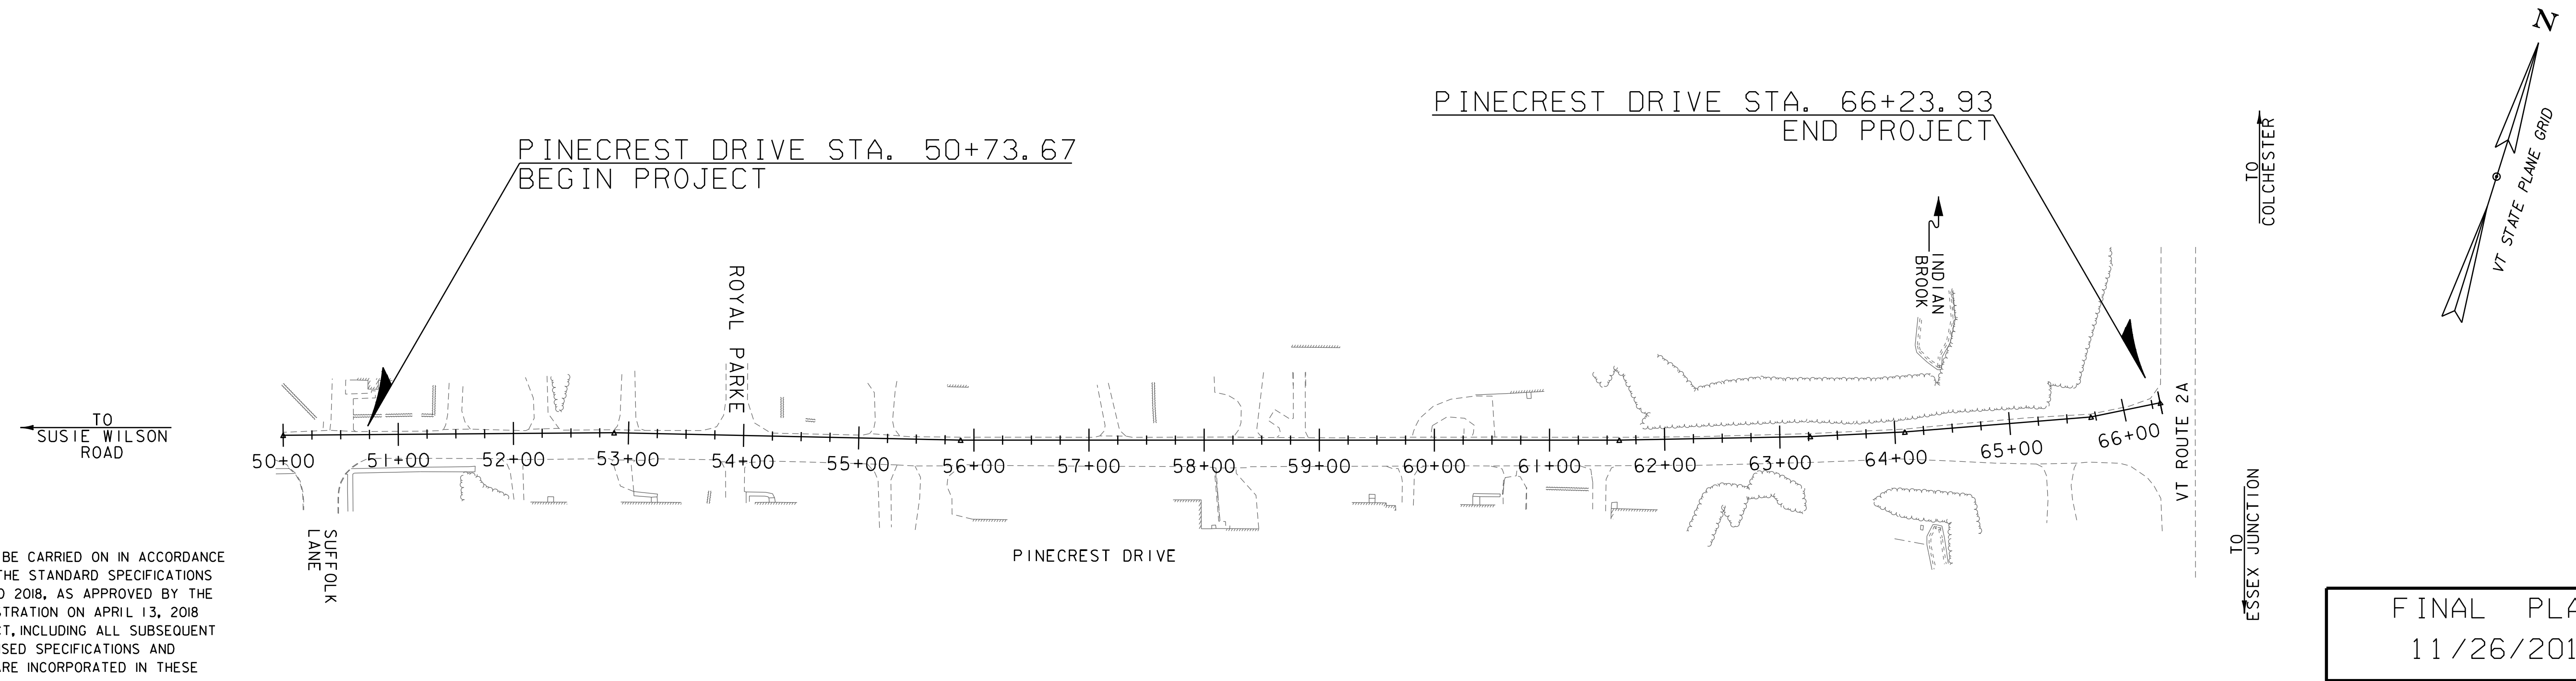 N
VT STATE PLANE GRID
PINECREST DRIVE STA. 66+23.93
END PROJECT
PINECREST DRIVE STA. 50+73.67
BEGIN PROJECT
TO
COLCHESTER
INDIAN
BROOK
ROYAL PARK
TO
SUSIE WILSON
ROAD
50+00 51+00 52+00 53+00 54+00 55+00 56+00 57+00 58+00 59+00 60+00 61+00 62+00 63+00 64+00 65+00 66+00
VT ROUTE 2A
SUFFOLK
LANE
PINECREST DRIVE
TO
ESSEX JUNCTION
BE CARRIED ON IN ACCORDANCE
THE STANDARD SPECIFICATIONS
2018, AS APPROVED BY THE
ON APRIL 13, 2018
INCLUDING ALL SUBSEQUENT
SPECIFICATIONS AND
INCORPORATED IN THESE
FINAL
11/26/201